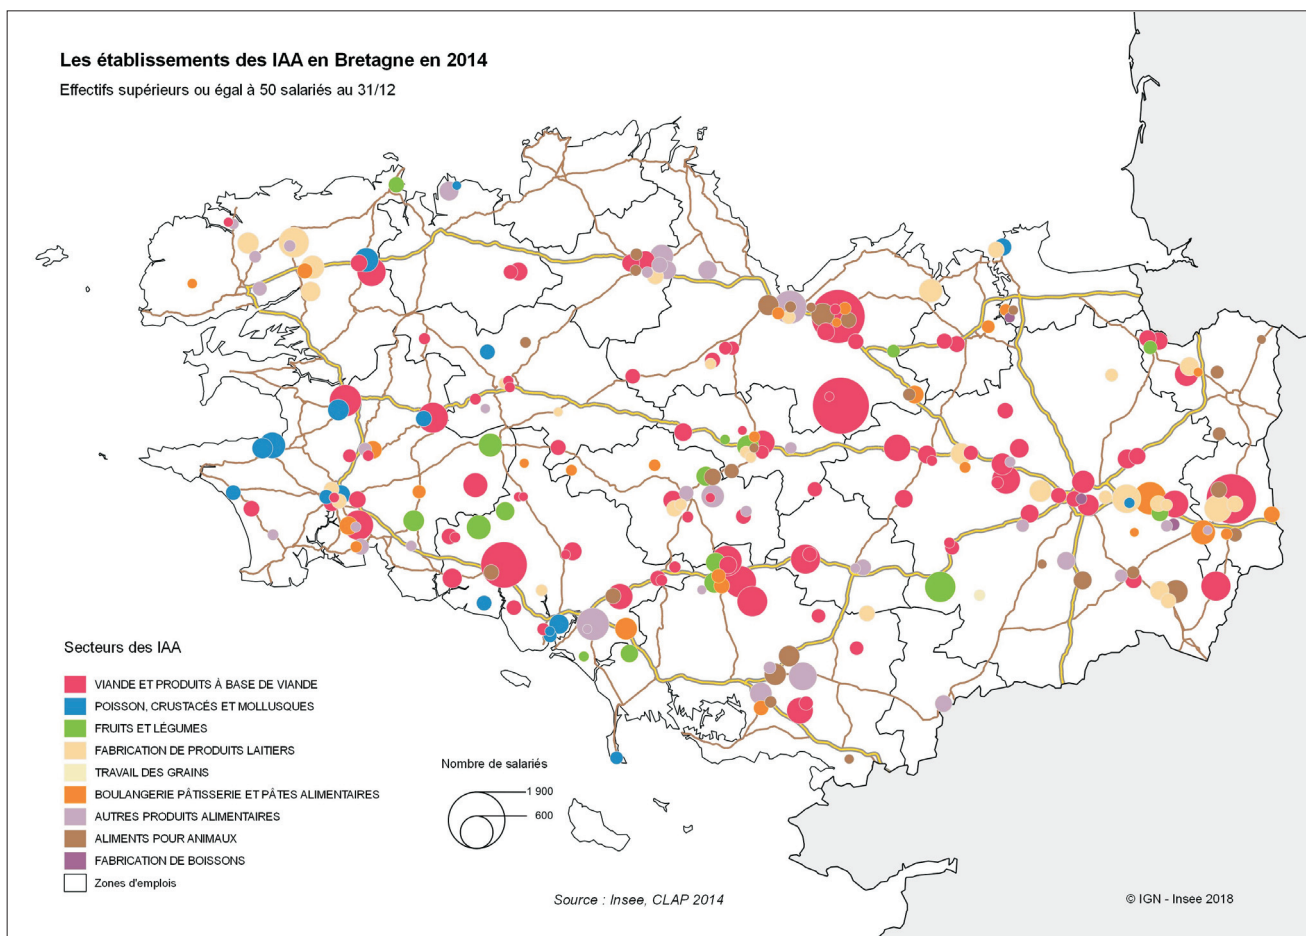 Les établissements des IAA en Bretagne en 2014
Effectifs supérieurs ou égal à 50 salariés au 31/12
Secteurs des IAA
VIANDE ET PRODUITS À BASE DE VIANDE
POISSON, CRUSTACÉS ET MOLLUSQUES
FRUITS ET LÉGUMES
FABRICATION DE PRODUITS LAITIERS
TRAVAIL DES GRAINS
BOULANGERIE PÂTISSERIE ET PÂTES ALIMENTAIRES
AUTRES PRODUITS ALIMENTAIRES
ALIMENTS POUR ANIMAUX
FABRICATION DE BOISSONS
Zones d'emplois
Nombre de salariés
1 900
600
Source : Insee, CLAP 2014
© IGN - Insee 2018